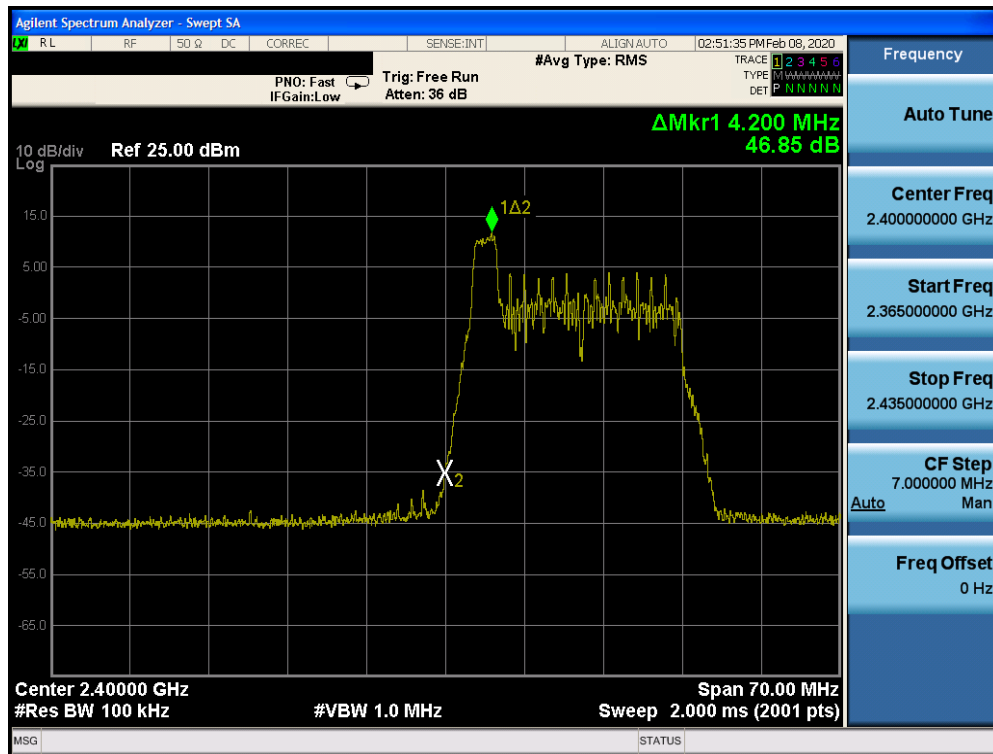 Agilent Spectrum Analyzer - Swept SA
LXI RL RF 50 Ω DC CORREC SENSE:INT ALIGN AUTO 02:51:35 PM Feb 08, 2020
#Avg Type: RMS
TRACE 1 2 3 4 5 6
PNO: Fast Trig: Free Run
TYPE MWWWWW
IFGain:Low Atten: 36 dB
DET P N N N N N
ΔMkr1 4.200 MHz
46.85 dB
10 dB/div Ref 25.00 dBm
Log
15.0
1Δ2
5.00
-5.00
-15.0
-25.0
-35.0
X2
-45.0
-55.0
-65.0
Center 2.40000 GHz Span 70.00 MHz
#Res BW 100 kHz #VBW 1.0 MHz Sweep 2.000 ms (2001 pts)
MSG STATUS
Frequency
Auto Tune
Center Freq
2.400000000 GHz
Start Freq
2.365000000 GHz
Stop Freq
2.435000000 GHz
CF Step
7.000000 MHz
Auto Man
Freq Offset
0 Hz